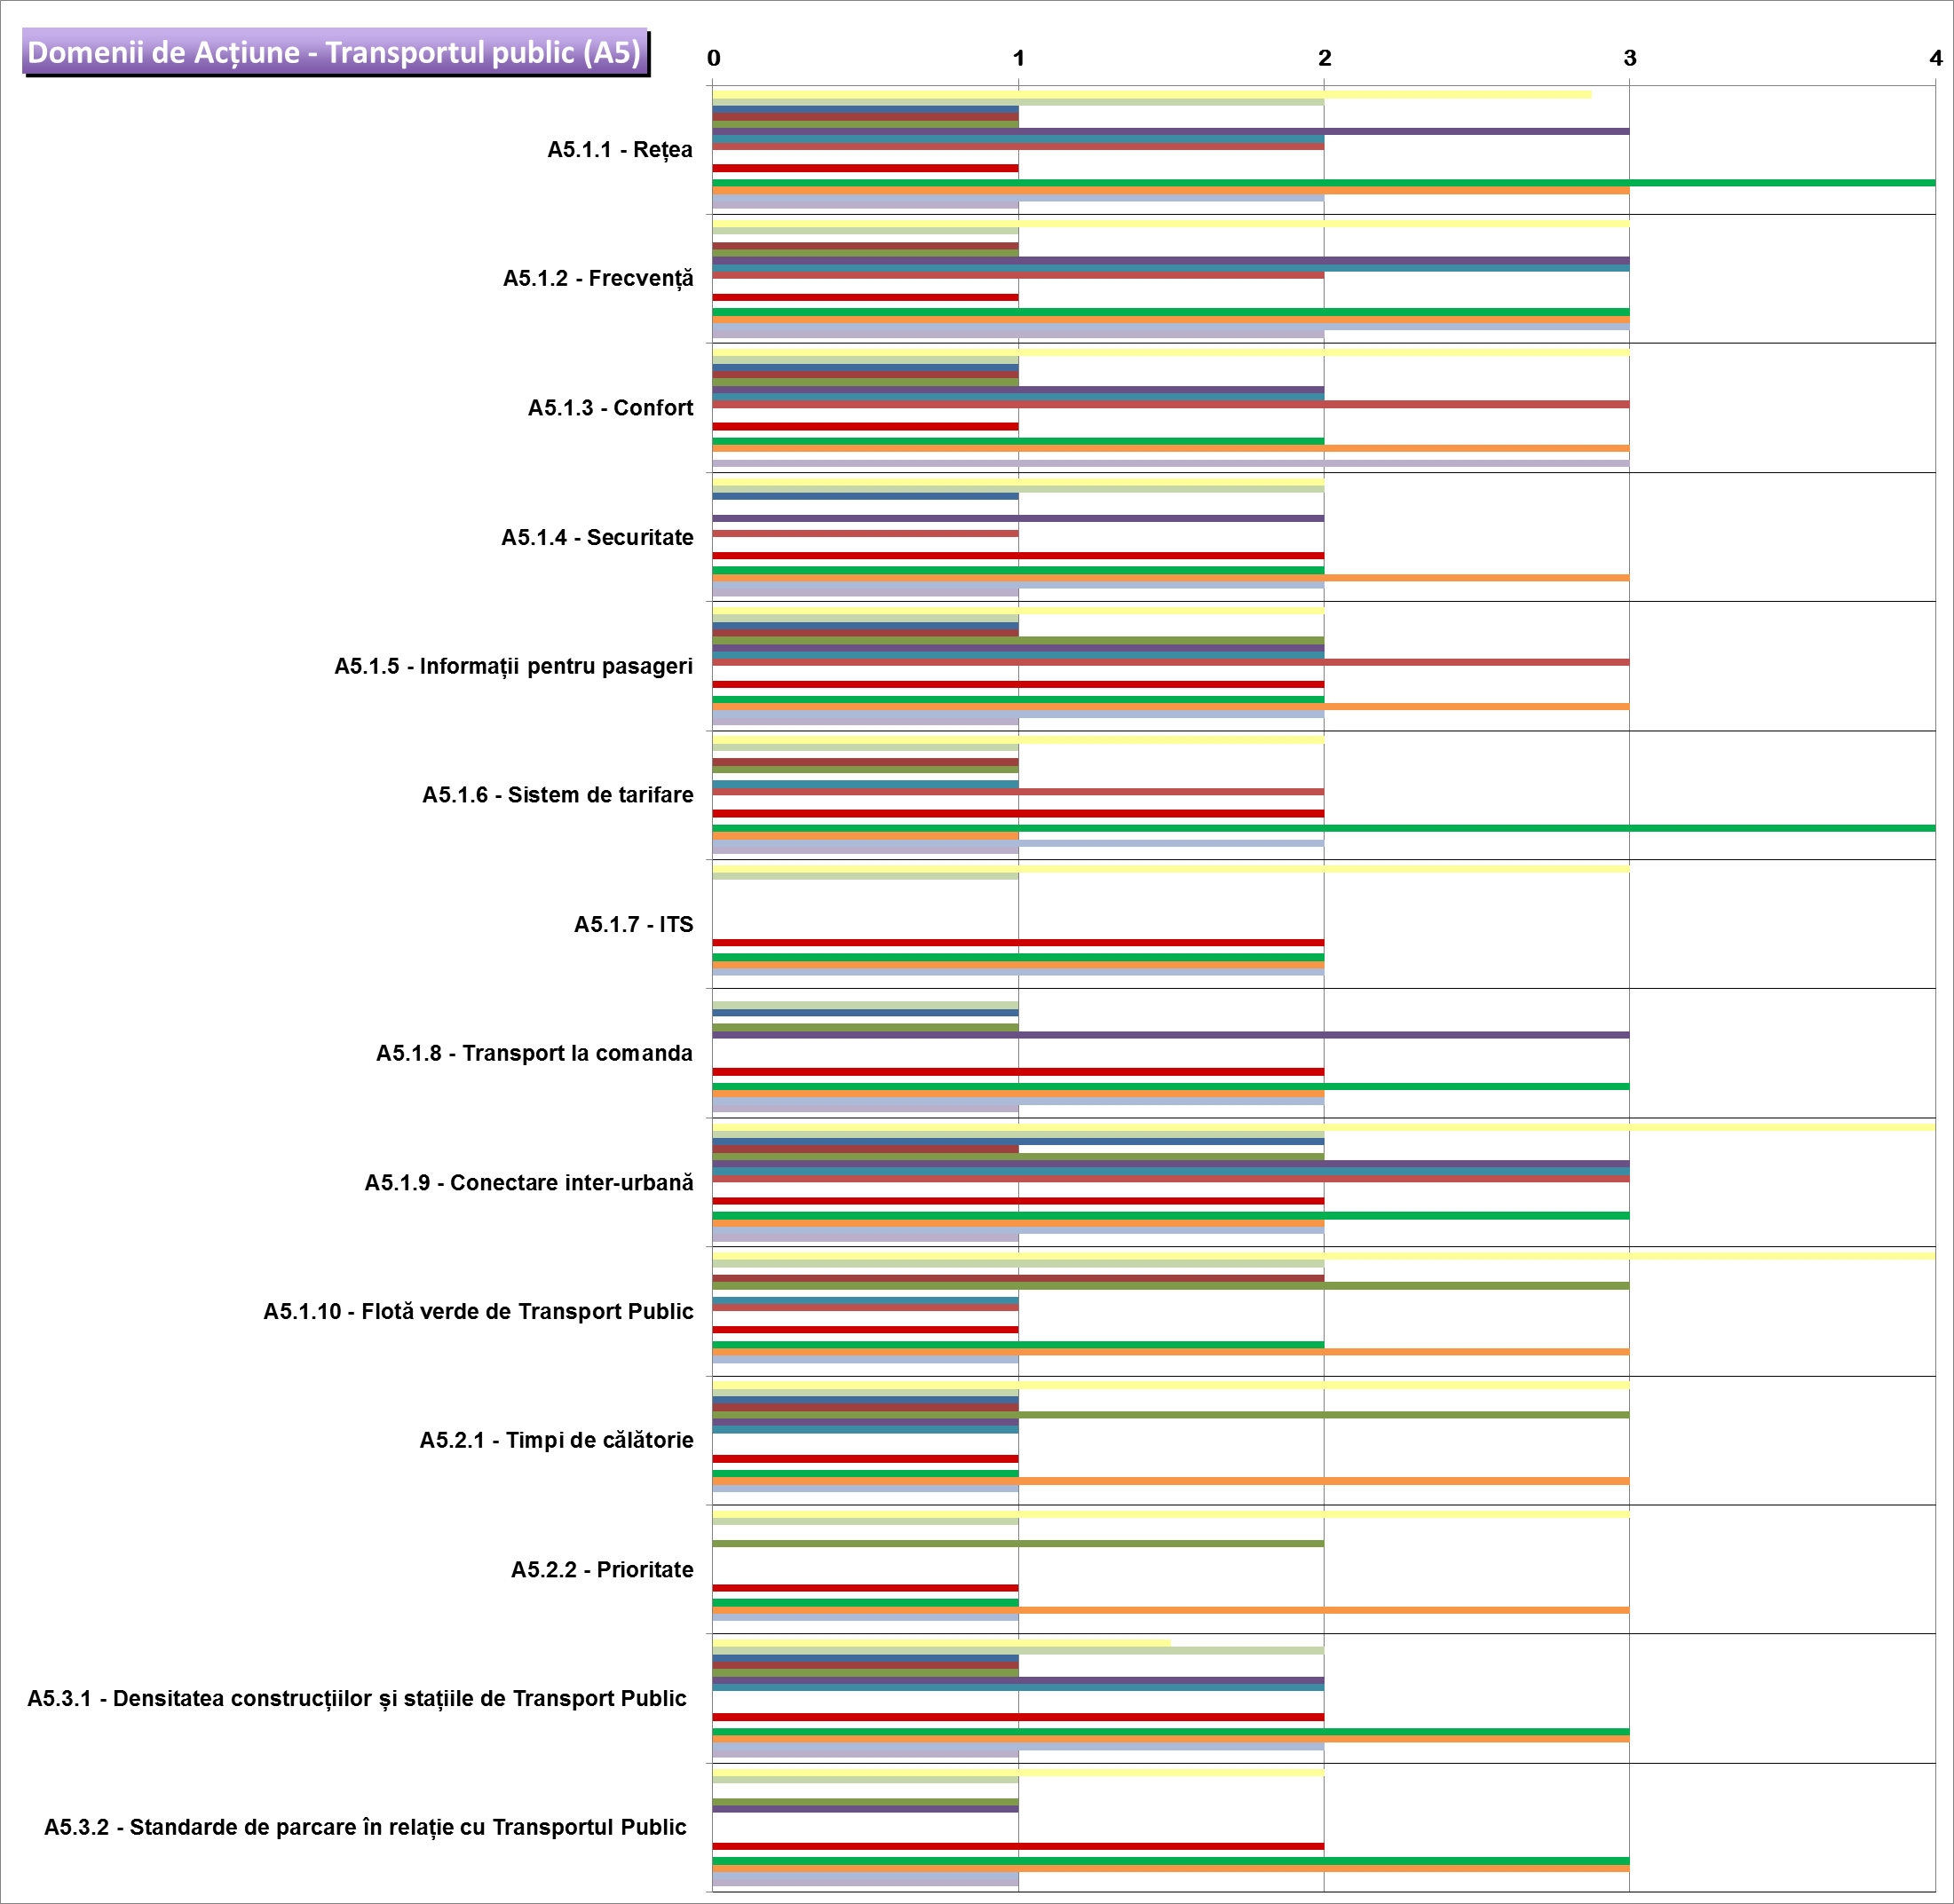 Domenii de Acțiune - Transportul public (A5)
0 1 2 3 4
A5.1.1 - Rețea
A5.1.2 - Frecvență
A5.1.3 - Confort
A5.1.4 - Securitate
A5.1.5 - Informații pentru pasageri
A5.1.6 - Sistem de tarifare
A5.1.7 - ITS
A5.1.8 - Transport la comanda
A5.1.9 - Conectare inter-urbană
A5.1.10 - Flotă verde de Transport Public
A5.2.1 - Timpi de călătorie
A5.2.2 - Prioritate
A5.3.1 - Densitatea construcțiilor și stațiile de Transport Public
A5.3.2 - Standarde de parcare în relație cu Transportul Public